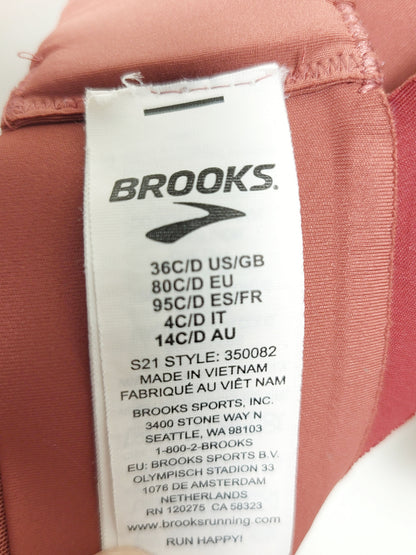 BROOKS
36C/D US/GB
80C/D EU
95C/D ES/FR
4C/D IT
14C/D AU
S21 STYLE: 350082
MADE IN VIETNAM
FABRIQUÉ AU VIÊT NAM
BROOKS SPORTS, INC.
3400 STONE WAY N
SEATTLE, WA 98103
1-800-2-BROOKS
EU: BROOKS SPORTS B.V.
OLYMPISCH STADION 33
1076 DE AMSTERDAM
NETHERLANDS
RN 120275 CA 58323
www.brooksrunning.com
RUN HAPPY!